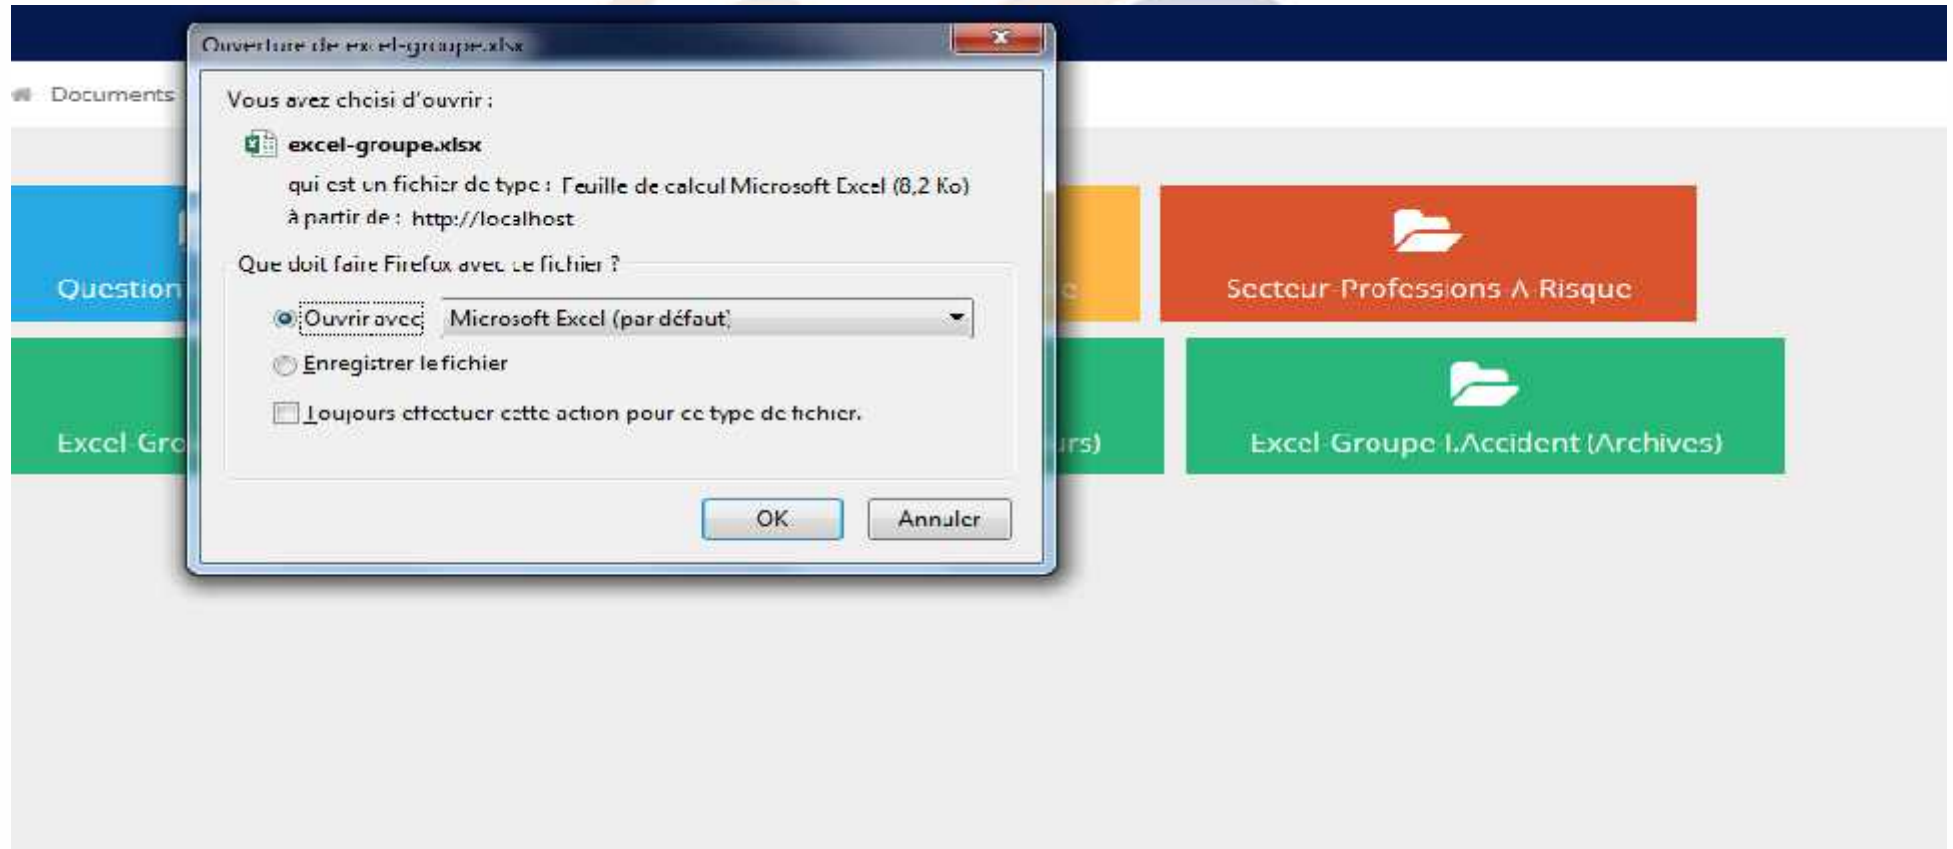 Ouverture de excel-groupe.xlsx
Documents
Vous avez choisi d'ouvrir :
excel-groupe.xlsx
qui est un fichier de type : Feuille de calcul Microsoft Excel (8,2 Ko)
à partir de : http://localhost
Que doit faire Firefox avec ce fichier ?
Question
Secteur-Professions-A-Risque
Ouvrir avec Microsoft Excel (par défaut)
Enregistrer le fichier
Toujours effectuer cette action pour ce type de fichier.
Excel-Gro
urs)
Excel-Groupe I.Accident (Archives)
OK Annuler